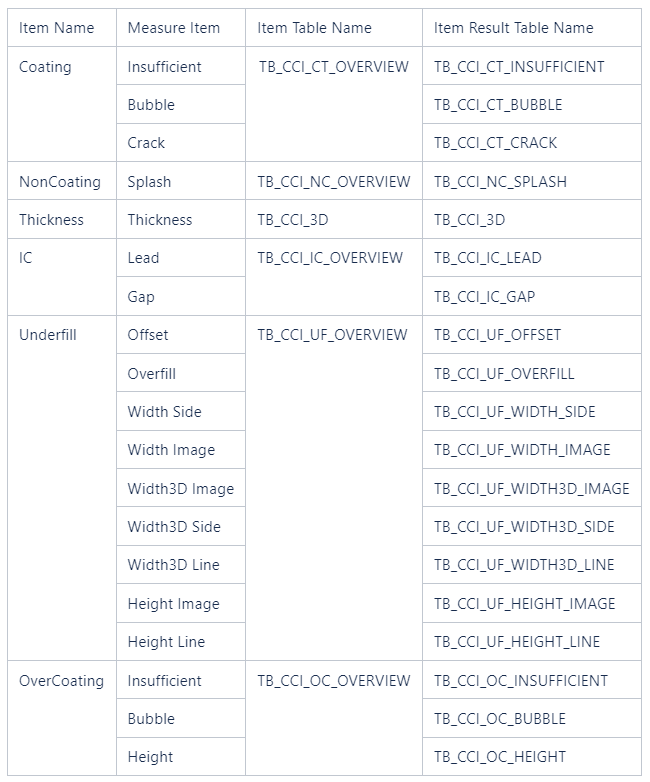 Item Name Measure Item Item Table Name Item Result Table Name
Coating Insufficient TB_CCI_CT_OVERVIEW TB_CCI_CT_INSUFFICIENT
Bubble TB_CCI_CT_BUBBLE
Crack TB_CCI_CT_CRACK
NonCoating Splash TB_CCI_NC_OVERVIEW TB_CCI_NC_SPLASH
Thickness Thickness TB_CCI_3D TB_CCI_3D
IC Lead TB_CCI_IC_OVERVIEW TB_CCI_IC_LEAD
Gap TB_CCI_IC_GAP
Underfill Offset TB_CCI_UF_OVERVIEW TB_CCI_UF_OFFSET
Overfill TB_CCI_UF_OVERFILL
Width Side TB_CCI_UF_WIDTH_SIDE
Width Image TB_CCI_UF_WIDTH_IMAGE
Width3D Image TB_CCI_UF_WIDTH3D_IMAGE
Width3D Side TB_CCI_UF_WIDTH3D_SIDE
Width3D Line TB_CCI_UF_WIDTH3D_LINE
Height Image TB_CCI_UF_HEIGHT_IMAGE
Height Line TB_CCI_UF_HEIGHT_LINE
OverCoating Insufficient TB_CCI_OC_OVERVIEW TB_CCI_OC_INSUFFICIENT
Bubble TB_CCI_OC_BUBBLE
Height TB_CCI_OC_HEIGHT